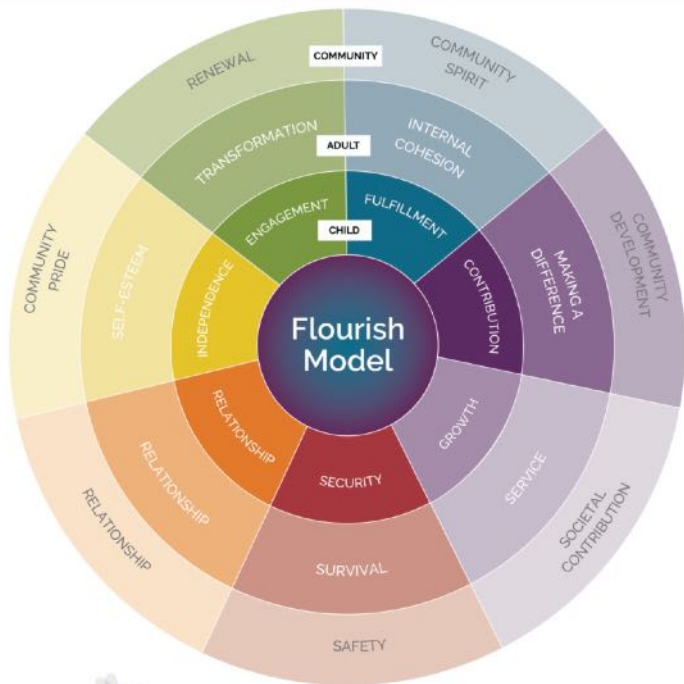 COMMUNITY
RENEWAL
COMMUNITY
SPIRIT
ADULT
TRANSFORMATION
INTERNAL
COHESION
CHILD
ENGAGEMENT
FULFILLMENT
COMMUNITY
PRIDE
SELF-ESTEEM
INDEPENDENCE
Flourish
Model
CONTRIBUTION
MAKING A
DIFFERENCE
COMMUNITY
DEVELOPMENT
RELATIONSHIP
RELATIONSHIP
RELATIONSHIP
SECURITY
GROWTH
SERVICE
SOCIETAL
CONTRIBUTION
SURVIVAL
SAFETY